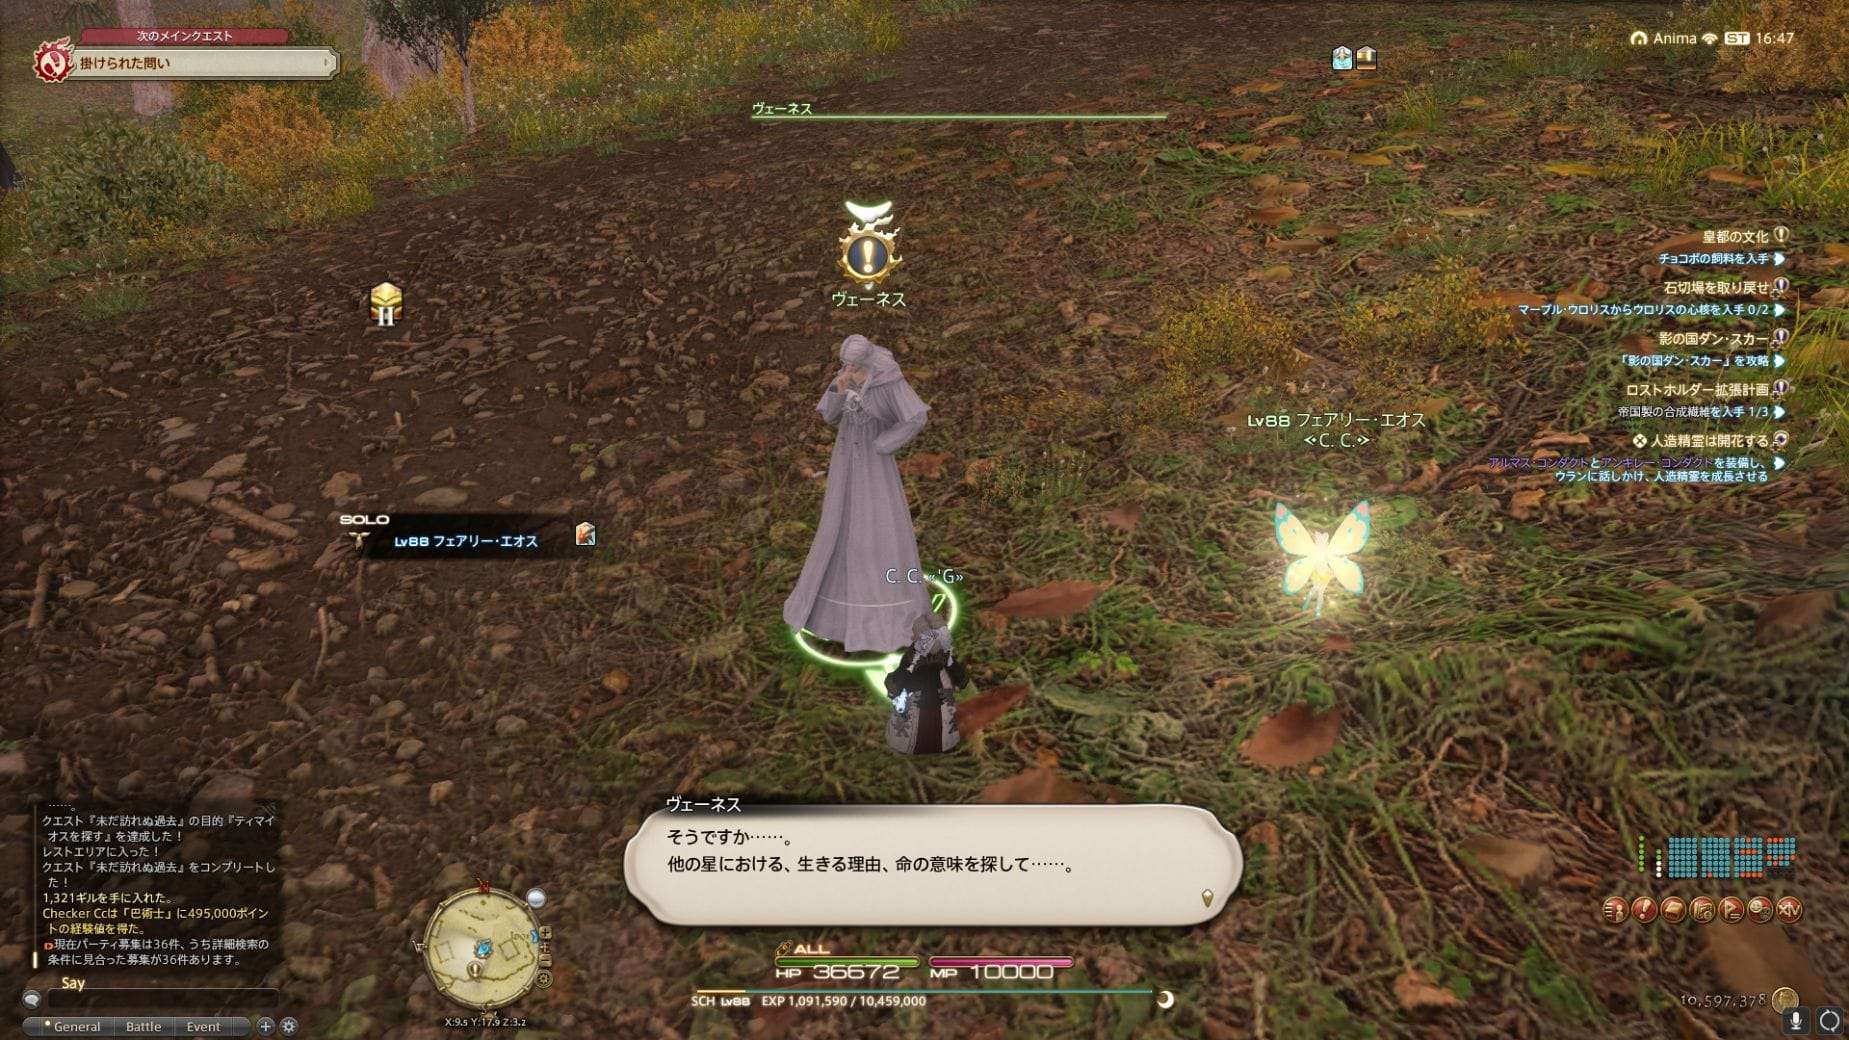 次のメインクエスト
掛けられた問い
Anima ST 16:47
ヴェーネス
ヴェーネス
皇都の文化
チョコボの飼料を入手
石切場を取り戻せ
マーブル・ウロリスからウロリスの心核を入手 0/2
影の国ダン・スカー
「影の国ダン・スカー」を攻略
ロストホルダー拡張計画
帝国製の合成繊維を入手 1/3
人造精霊は開花する
アルマス・コンダクトとアンキレー・コンダクトを装備し、
ウランに話しかけ、人造精霊を成長させる
Lv88 フェアリー・エオス
<C. C.>
SOLO
Lv88 フェアリー・エオス
C. C. «'G»
ヴェーネス
そうですか……。
他の星における、生きる理由、命の意味を探して……。
……。
クエスト『未だ訪れぬ過去』の目的『ティマイ
オスを探す』を達成した！
レストエリアに入った！
クエスト『未だ訪れぬ過去』をコンプリートし
た！
1,321ギルを手に入れた。
Checker Ccは「巴術士」に495,000ポイン
トの経験値を得た。
現在パーティ募集は36件、うち詳細検索の
条件に見合った募集が36件あります。
Say
General Battle Event
X:9.5 Y:17.9 Z:3.2
ALL
HP 36672 MP 10000
SCH Lv88 EXP 1,091,590 / 10,459,000
10,597,378